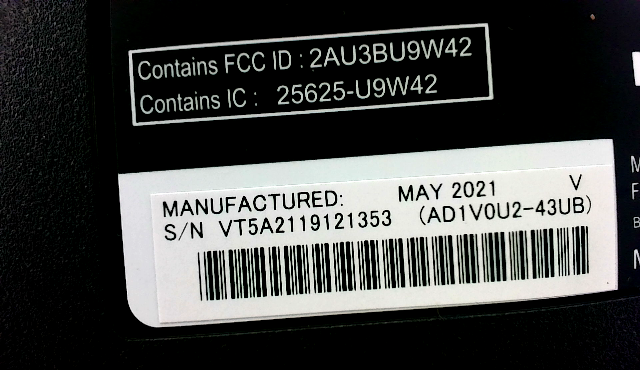 Contains FCC ID : 2AU3BU9W42
Contains IC : 25625-U9W42
MANUFACTURED: MAY 2021 V
S/N VT5A2119121353 (AD1V0U2-43UB)